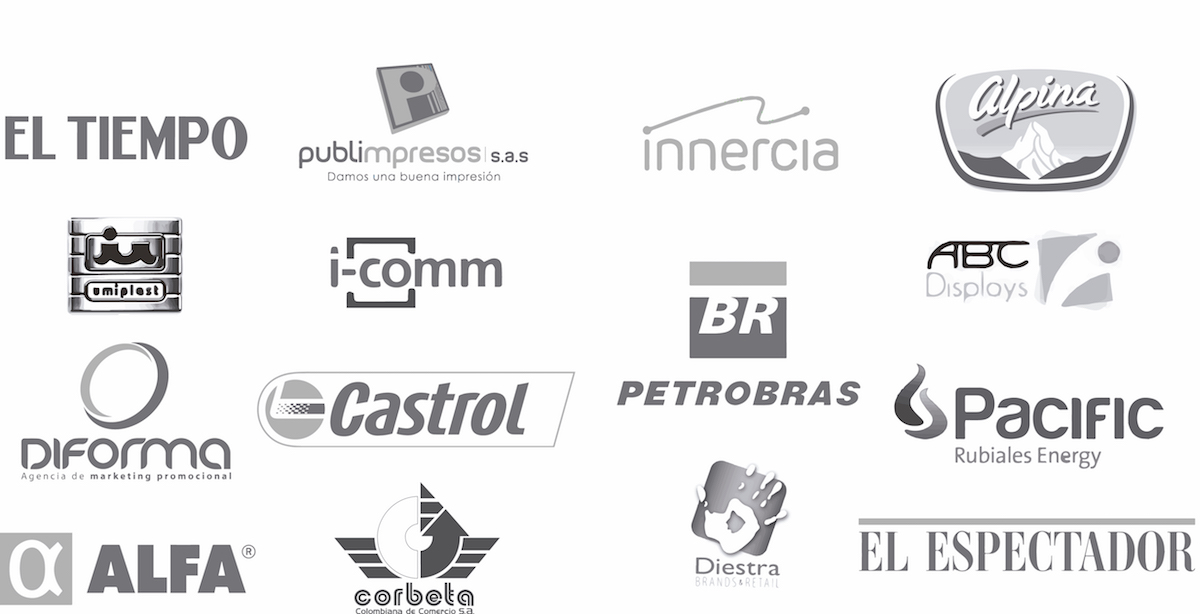 EL TIEMPO
publimpresos s.a.s
Damos una buena impresión
innercia
Alpina
umiplast
i-comm
BR
PETROBRAS
ABC
Displays
DIFORMA
Agencia de marketing promocional
Castrol
PACIFIC
Rubiales Energy
α ALFA®
corbeta
Colombiana de Comercio S.a.
Diestra
BRANDS & RETAIL
EL ESPECTADOR